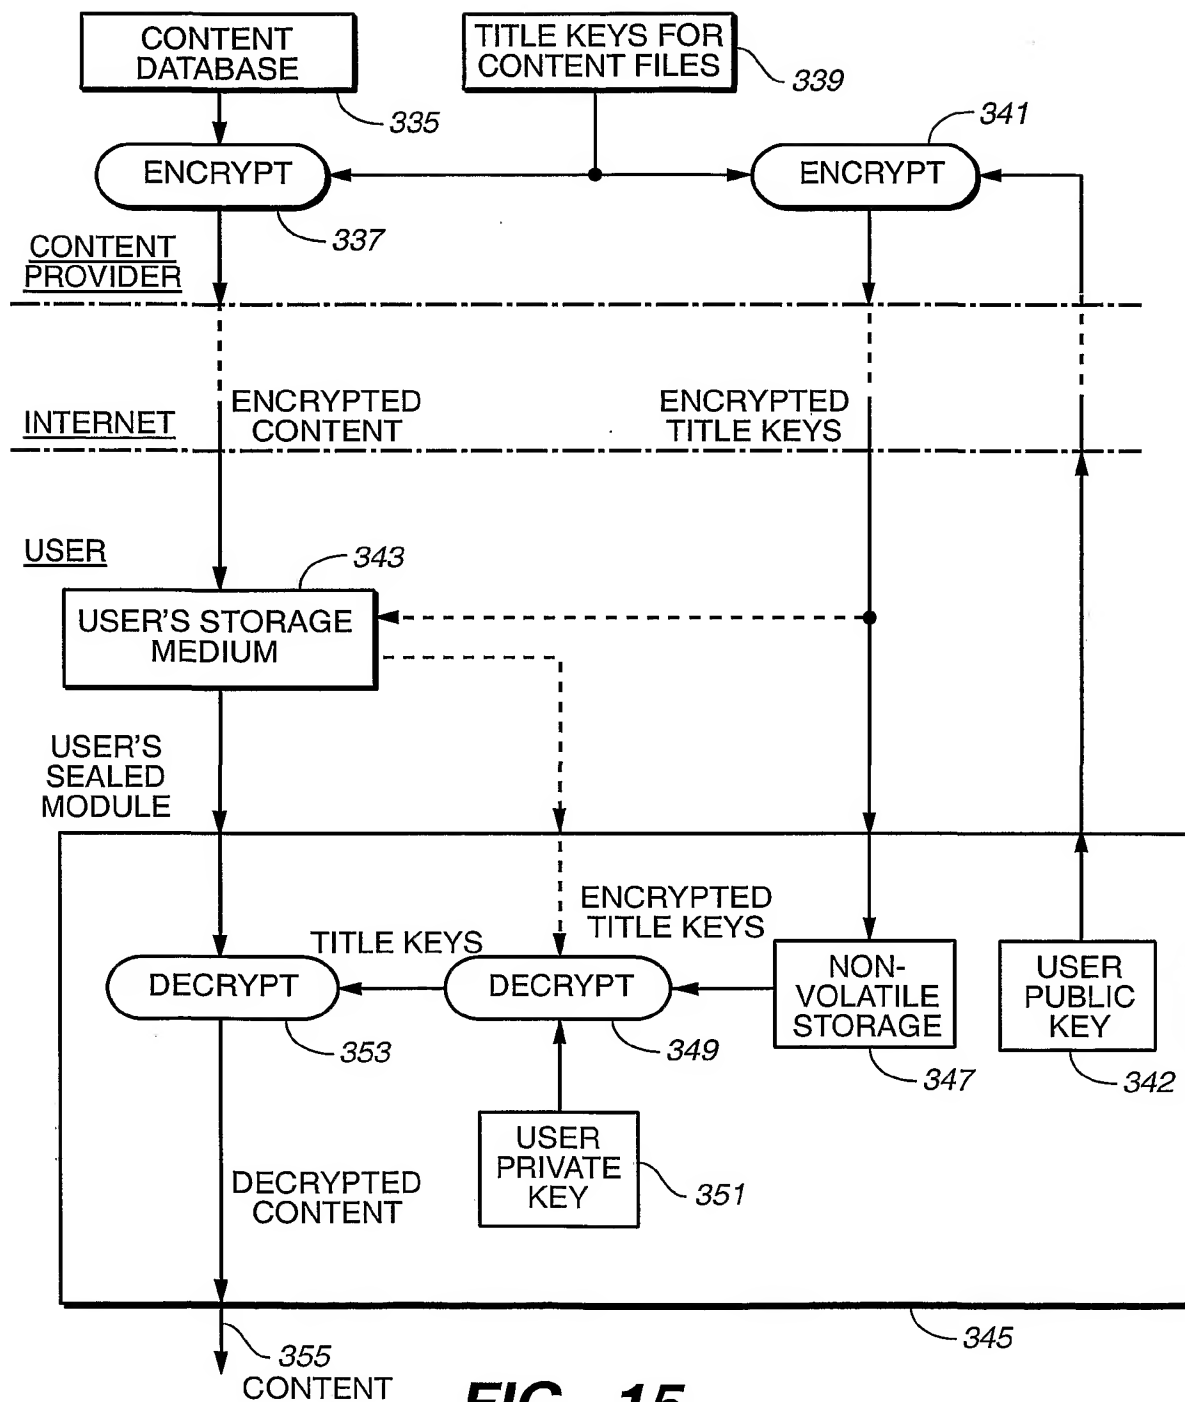 CONTENT
DATABASE
TITLE KEYS FOR
CONTENT FILES
339
335
341
ENCRYPT
ENCRYPT
337
CONTENT
PROVIDER
ENCRYPTED
CONTENT
ENCRYPTED
TITLE KEYS
INTERNET
USER
343
USER'S STORAGE
MEDIUM
USER'S
SEALED
MODULE
ENCRYPTED
TITLE KEYS
TITLE KEYS
DECRYPT
DECRYPT
NON-
VOLATILE
STORAGE
USER
PUBLIC
KEY
353
349
347
342
USER
PRIVATE
KEY
351
DECRYPTED
CONTENT
345
355
CONTENT
FIG._15